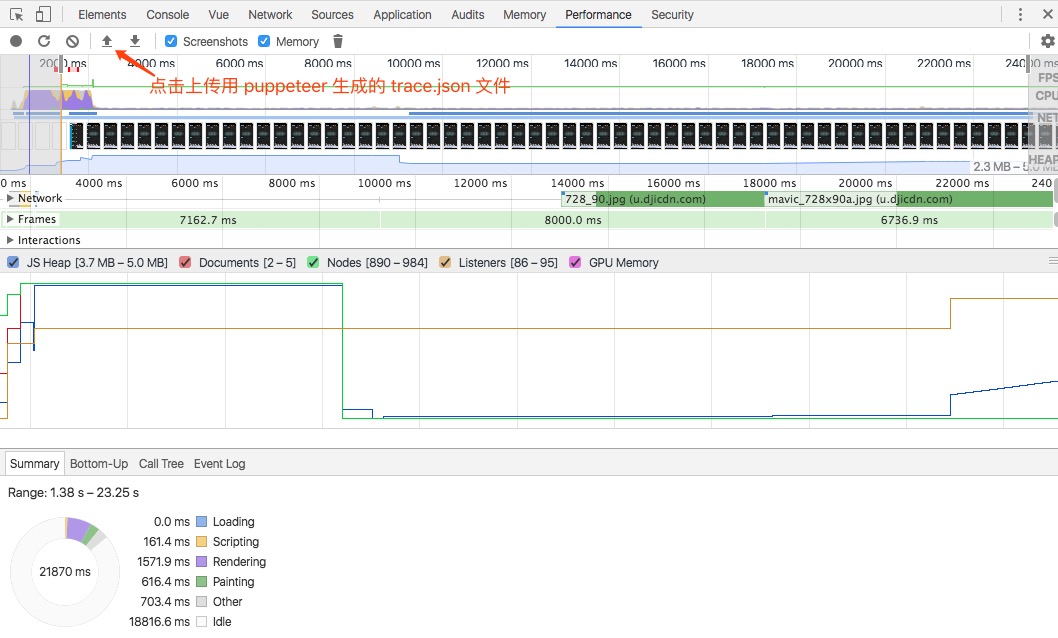 Elements Console Vue Network Sources Application Audits Memory Performance Security
Screenshots Memory
2000 ms 4000 ms 6000 ms 8000 ms 10000 ms 12000 ms 14000 ms 16000 ms 18000 ms 20000 ms 22000 ms 2400 ms
FPS
点击上传用 puppeteer 生成的 trace.json 文件
CPU
NET
HEAP
2.3 MB – 5.0 MB
0 ms 4000 ms 6000 ms 8000 ms 10000 ms 12000 ms 14000 ms 16000 ms 18000 ms 20000 ms 22000 ms 240
Network 728_90.jpg (u.djicdn.com) mavic_728x90a.jpg (u.djicdn.com)
Frames 7162.7 ms 8000.0 ms 6736.9 ms
Interactions
JS Heap [3.7 MB – 5.0 MB] Documents [2 – 5] Nodes [890 – 984] Listeners [86 – 95] GPU Memory
Summary Bottom-Up Call Tree Event Log
Range: 1.38 s – 23.25 s
0.0 ms Loading
161.4 ms Scripting
1571.9 ms Rendering
21870 ms
616.4 ms Painting
703.4 ms Other
18816.6 ms Idle